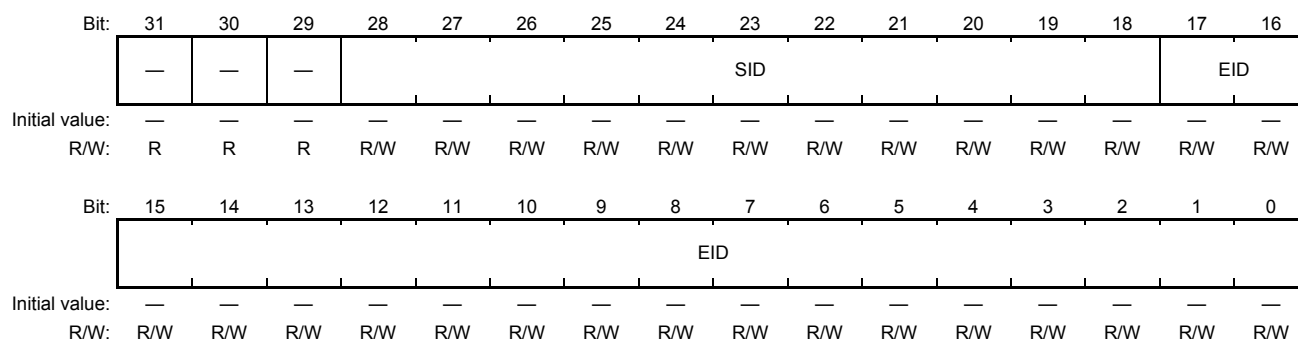 Bit: 31 30 29 28 27 26 25 24 23 22 21 20 19 18 17 16
— — — SID EID
Initial value: — — — — — — — — — — — — — — — —
R/W: R R R R/W R/W R/W R/W R/W R/W R/W R/W R/W R/W R/W R/W R/W
Bit: 15 14 13 12 11 10 9 8 7 6 5 4 3 2 1 0
EID
Initial value: — — — — — — — — — — — — — — — —
R/W: R/W R/W R/W R/W R/W R/W R/W R/W R/W R/W R/W R/W R/W R/W R/W R/W